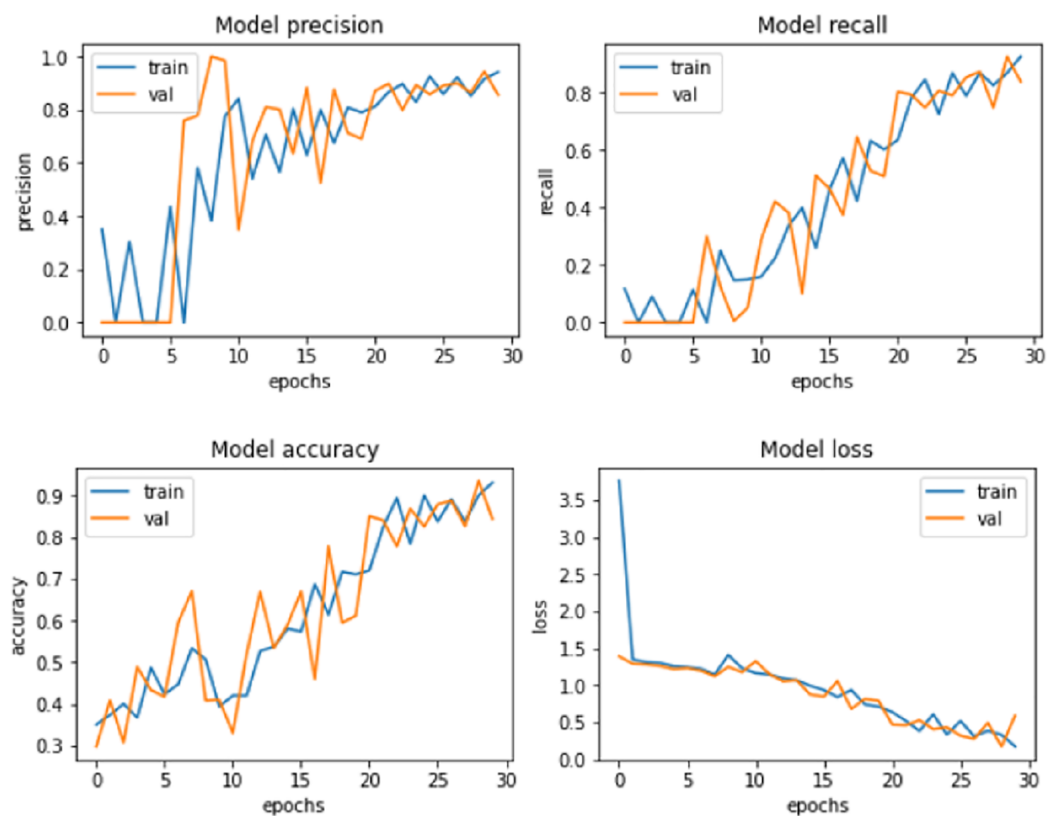 Model precision
train
val
precision
1.0
0.8
0.6
0.4
0.2
0.0
0 5 10 15 20 25 30
epochs
Model recall
train
val
recall
0.8
0.6
0.4
0.2
0.0
0 5 10 15 20 25 30
epochs
Model accuracy
train
val
accuracy
0.9
0.8
0.7
0.6
0.5
0.4
0.3
0 5 10 15 20 25 30
epochs
Model loss
train
val
loss
3.5
3.0
2.5
2.0
1.5
1.0
0.5
0.0
0 5 10 15 20 25 30
epochs